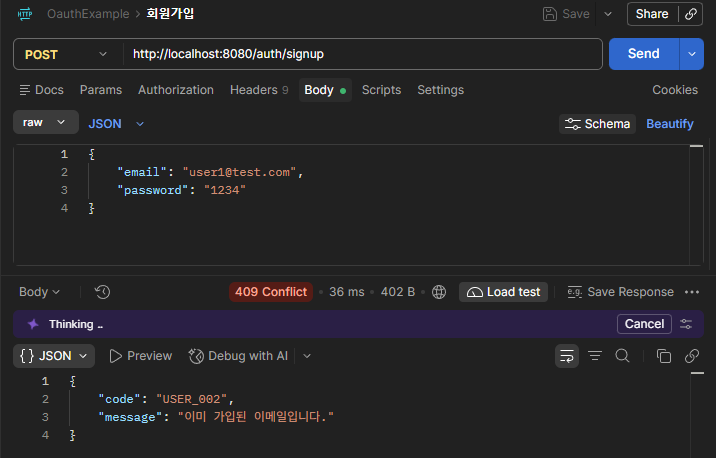 HTTP OauthExample > 회원가입 Save Share
POST http://localhost:8080/auth/signup Send
Docs Params Authorization Headers 9 Body Scripts Settings Cookies
raw JSON Schema Beautify
1 {
2 "email": "user1@test.com",
3 "password": "1234"
4 }
Body 409 Conflict • 36 ms • 402 B • Load test e.g. Save Response
Thinking .. Cancel
{} JSON Preview Debug with AI
1 {
2 "code": "USER_002",
3 "message": "이미 가입된 이메일입니다."
4 }